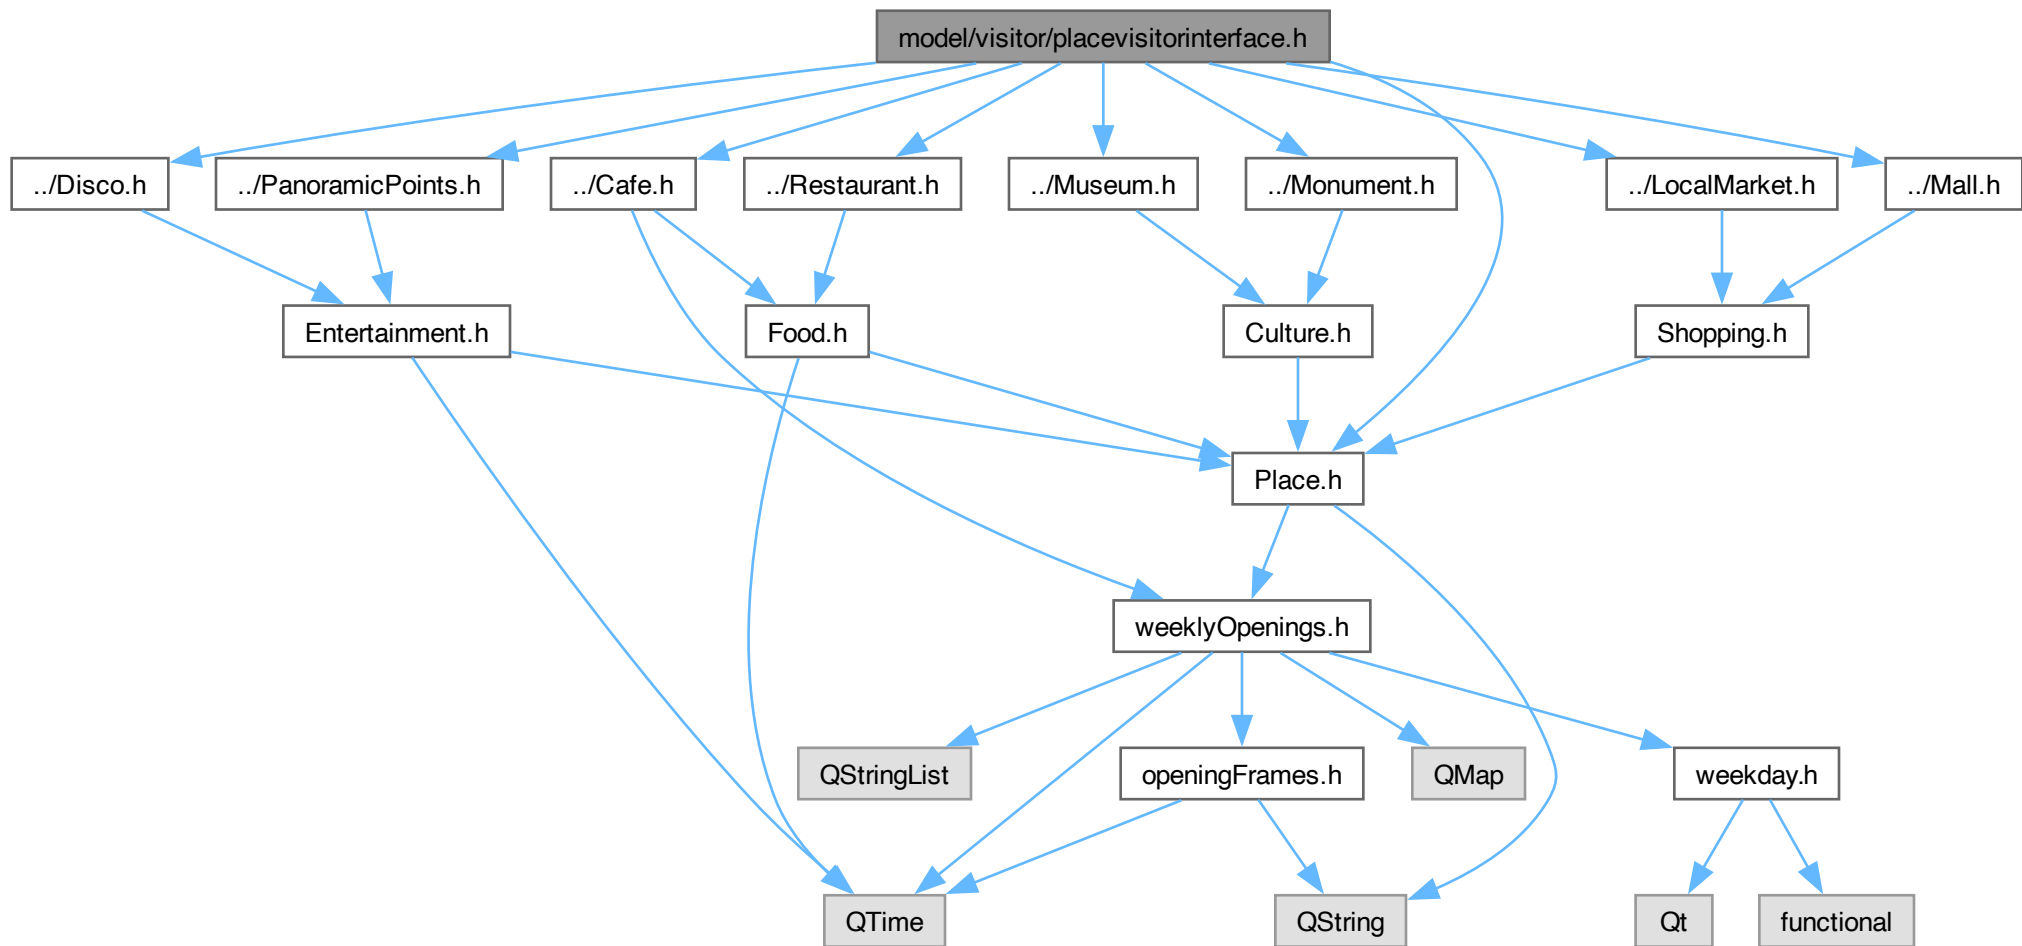 model/visitor/placevisitorinterface.h
../Disco.h
../PanoramicPoints.h
../Cafe.h
../Restaurant.h
../Museum.h
../Monument.h
../LocalMarket.h
../Mall.h
Entertainment.h
Food.h
Culture.h
Shopping.h
Place.h
weeklyOpenings.h
QStringList
openingFrames.h
QMap
weekday.h
QTime
QString
Qt
functional